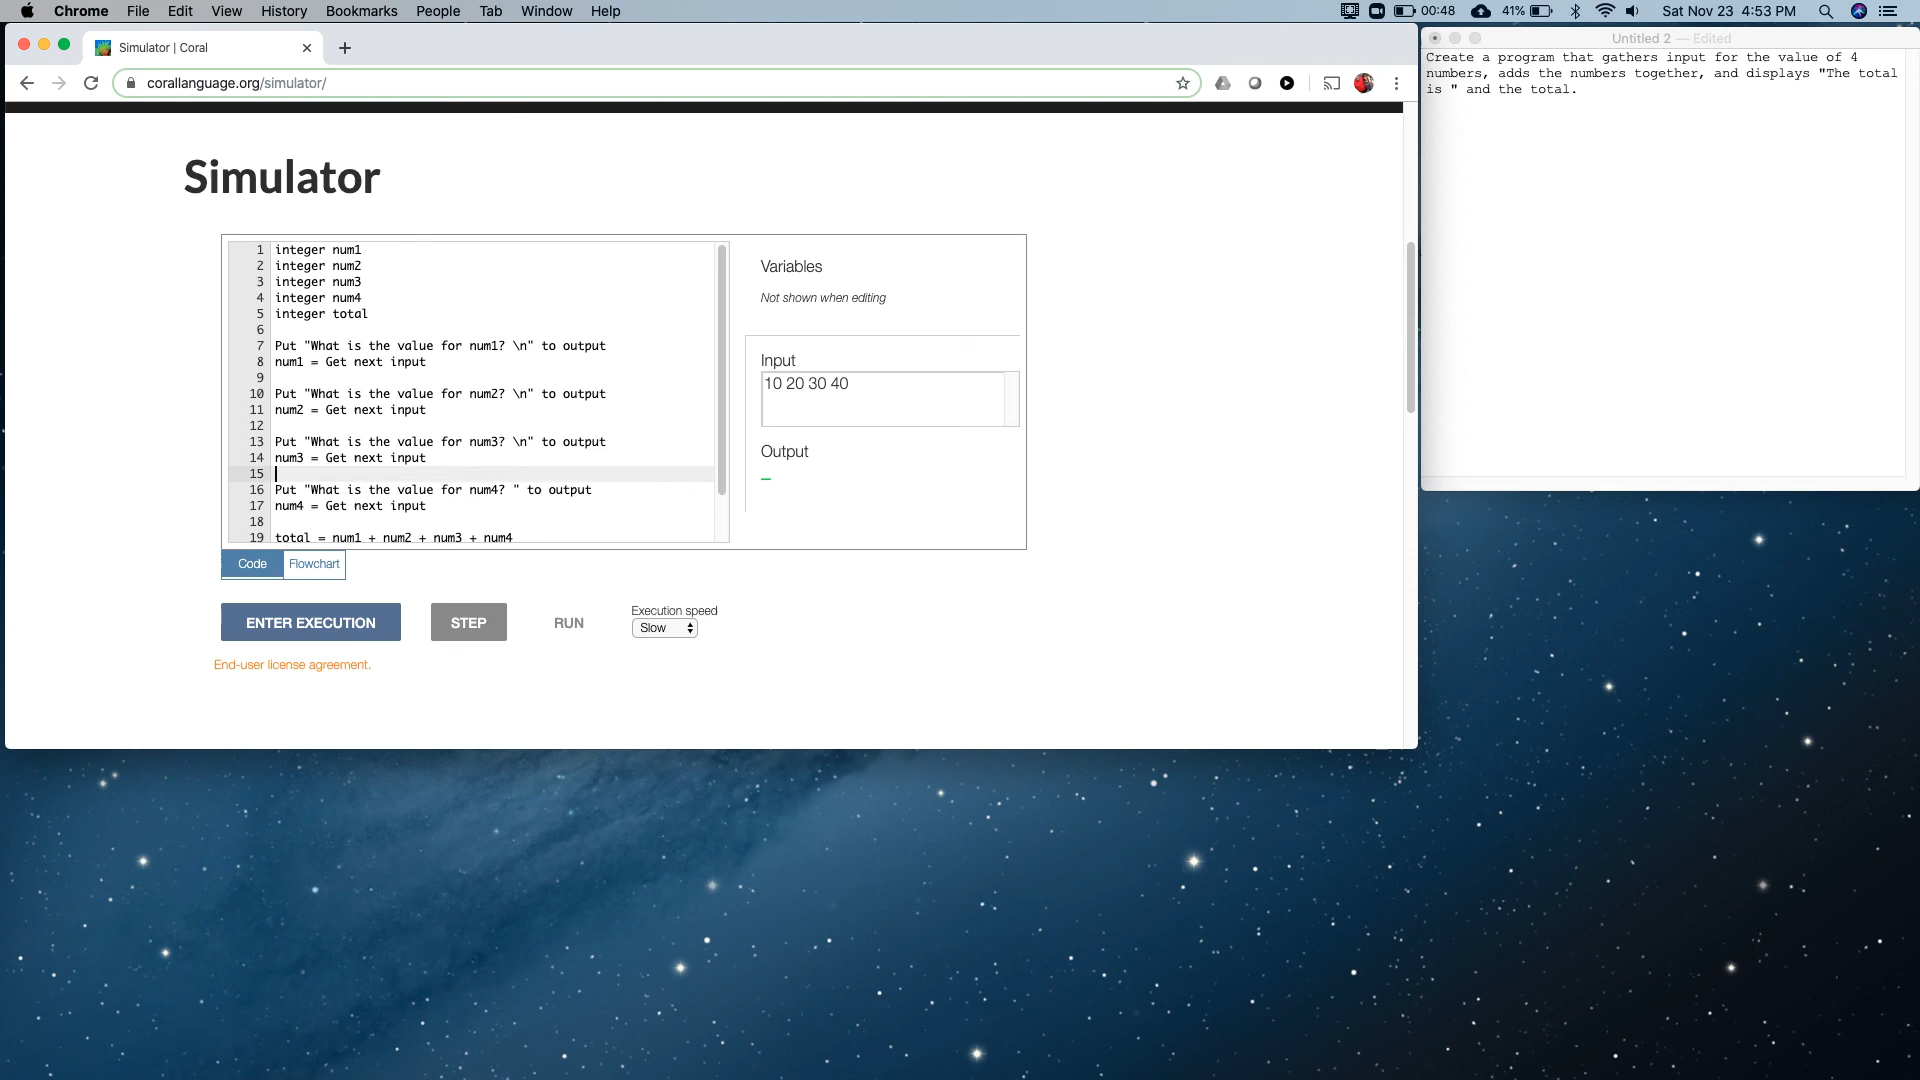 Chrome File Edit View History Bookmarks People Tab Window Help 00:48 41% Sat Nov 23 4:53 PM
Simulator | Coral
corallanguage.org/simulator/
Untitled 2 — Edited
Create a program that gathers input for the value of 4
numbers, adds the numbers together, and displays "The total
is " and the total.
Simulator
1 integer num1
2 integer num2
3 integer num3
4 integer num4
5 integer total
6
7 Put "What is the value for num1? \n" to output
8 num1 = Get next input
9
10 Put "What is the value for num2? \n" to output
11 num2 = Get next input
12
13 Put "What is the value for num3? \n" to output
14 num3 = Get next input
15
16 Put "What is the value for num4? " to output
17 num4 = Get next input
18
19 total = num1 + num2 + num3 + num4
Variables
Not shown when editing
Input
10 20 30 40
Output
Code Flowchart
ENTER EXECUTION STEP RUN
Execution speed
Slow
End-user license agreement.